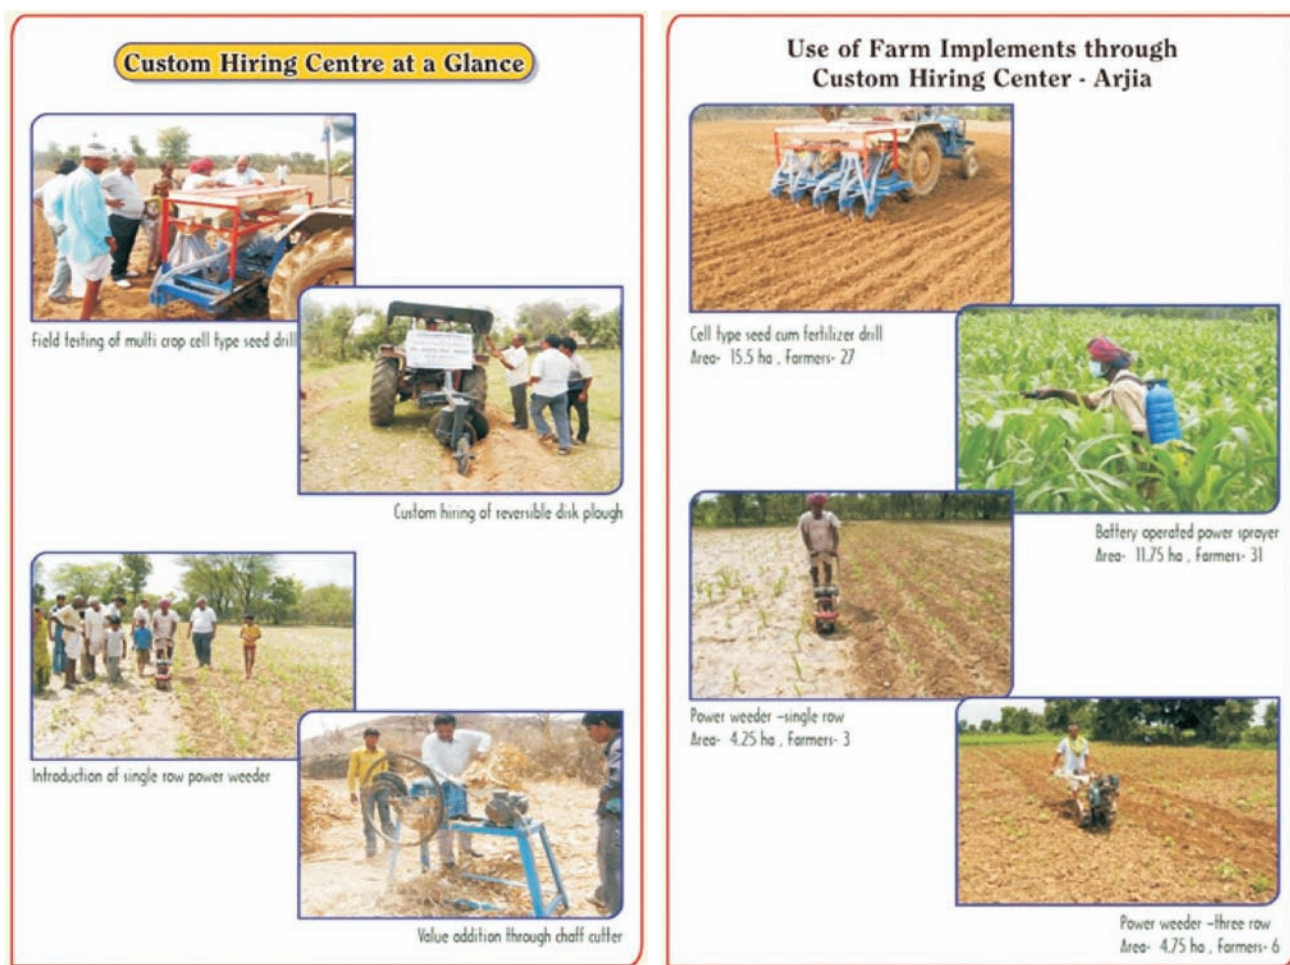 Custom Hiring Centre at a Glance
Field testing of multi crop cell type seed drill
Custom hiring of reversible disk plough
Introduction of single row power weeder
Value addition through chaff cutter
Use of Farm Implements through
Custom Hiring Center - Arjia
Cell type seed cum fertilizer drill
Area- 15.5 ha , Farmers- 27
Battery operated power sprayer
Area- 11.75 ha , Farmers- 31
Power weeder –single row
Area- 4.25 ha , Farmers- 3
Power weeder –three row
Area- 4.75 ha , Farmers- 6